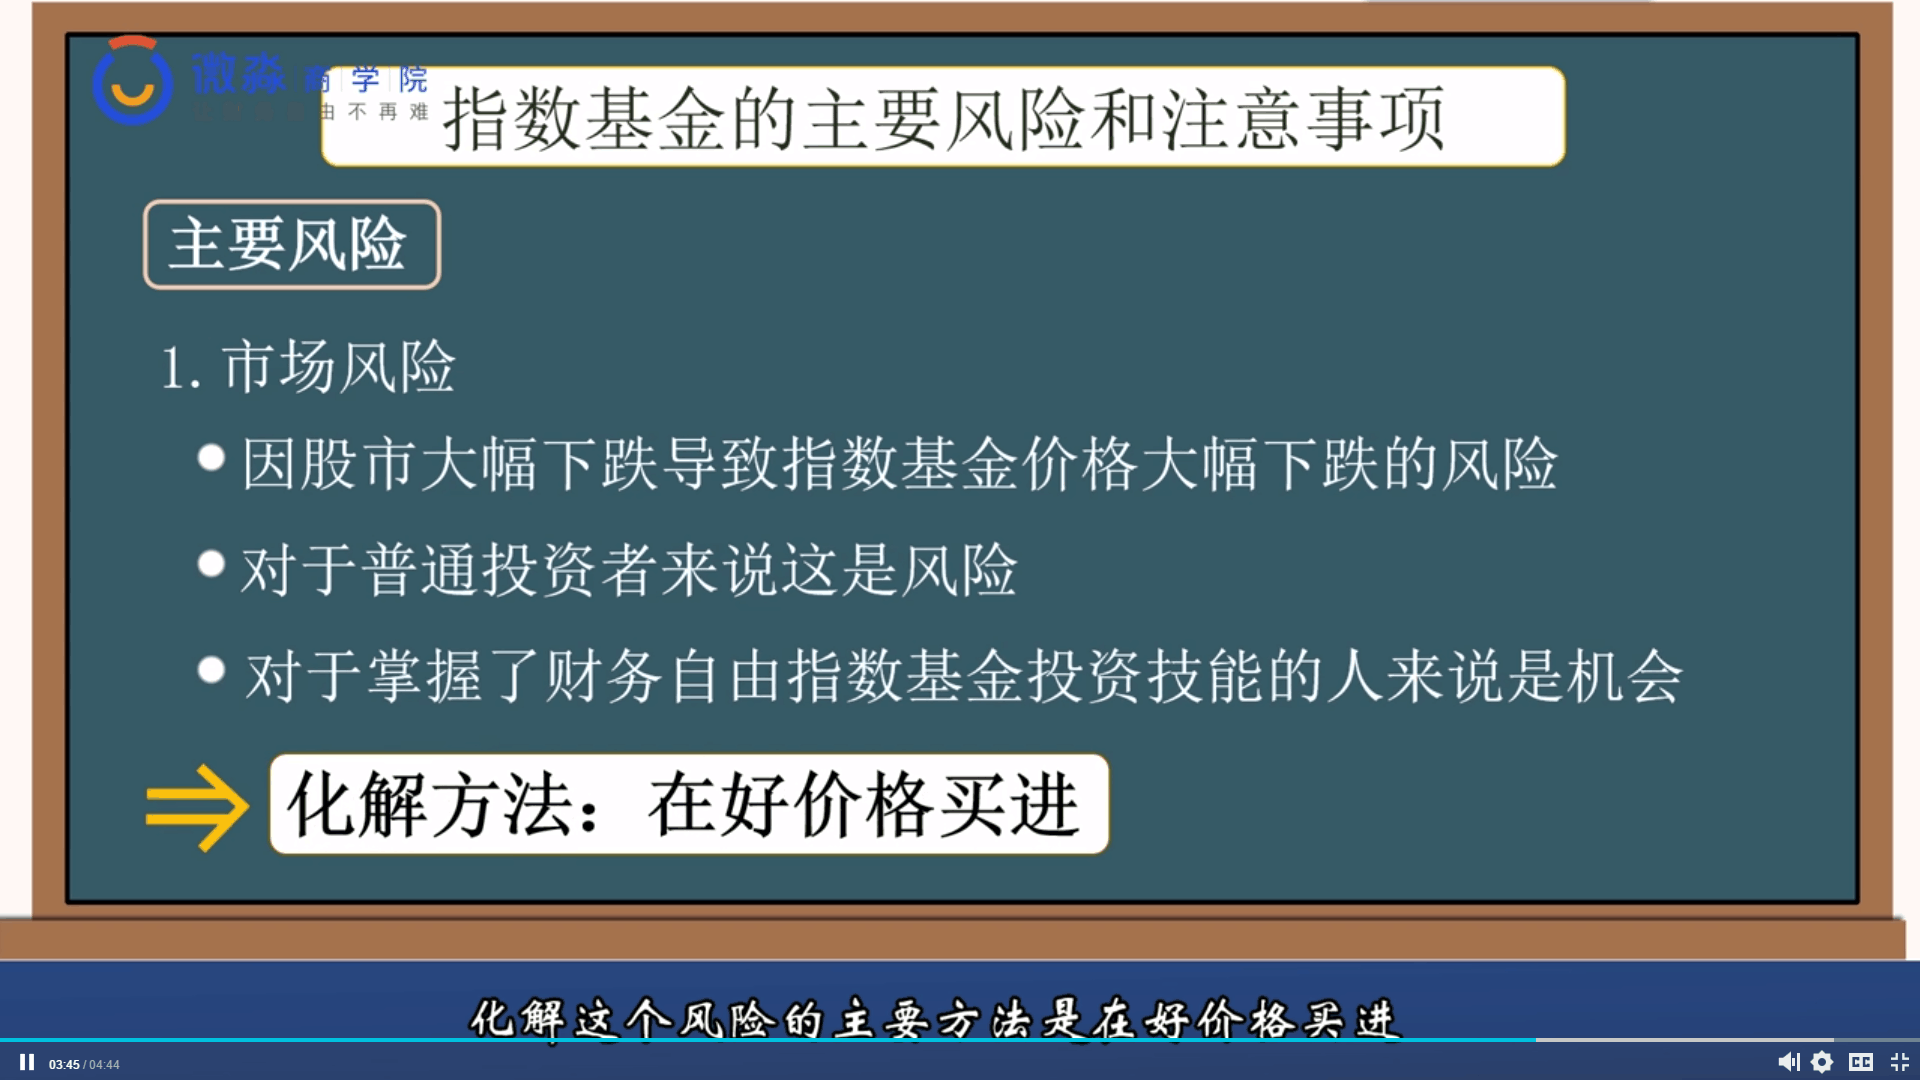 微淼商学院
由不再难
指数基金的主要风险和注意事项
主要风险
1. 市场风险
因股市大幅下跌导致指数基金价格大幅下跌的风险
对于普通投资者来说这是风险
对于掌握了财务自由指数基金投资技能的人来说是机会
化解方法：在好价格买进
化解这个风险的主要方法是在好价格买进
03:45 / 04:44
CC